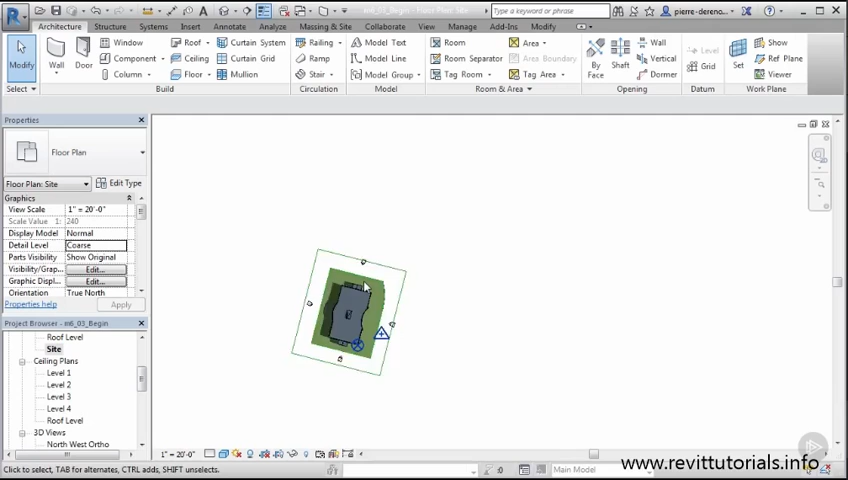 m6_03_Begin - Floor Plan: Site
Type a keyword or phrase
pierre-dereno...
Architecture Structure Systems Insert Annotate Analyze Massing & Site Collaborate View Manage Add-Ins Modify
Modify
Wall
Door
Window
Component
Column
Roof
Ceiling
Floor
Curtain System
Curtain Grid
Mullion
Railing
Ramp
Stair
Model Text
Model Line
Model Group
Room
Room Separator
Tag Room
Area
Area Boundary
Tag Area
By Face
Shaft
Wall
Vertical
Dormer
Level
Grid
Set
Show
Ref Plane
Viewer
Select
Build
Circulation
Model
Room & Area
Opening
Datum
Work Plane
Properties
Floor Plan
Floor Plan: Site
Edit Type
Graphics
View Scale 1" = 20'-0"
Scale Value 1: 240
Display Model Normal
Detail Level Coarse
Parts Visibility Show Original
Visibility/Grap... Edit...
Graphic Displ... Edit...
Orientation True North
Properties help
Apply
Project Browser - m6_03_Begin
Roof Level
Site
Ceiling Plans
Level 1
Level 2
Level 3
Level 4
Roof Level
3D Views
North West Ortho
1" = 20'-0"
Click to select, TAB for alternates, CTRL adds, SHIFT unselects.
:0
Main Model
www.revittutorials.info